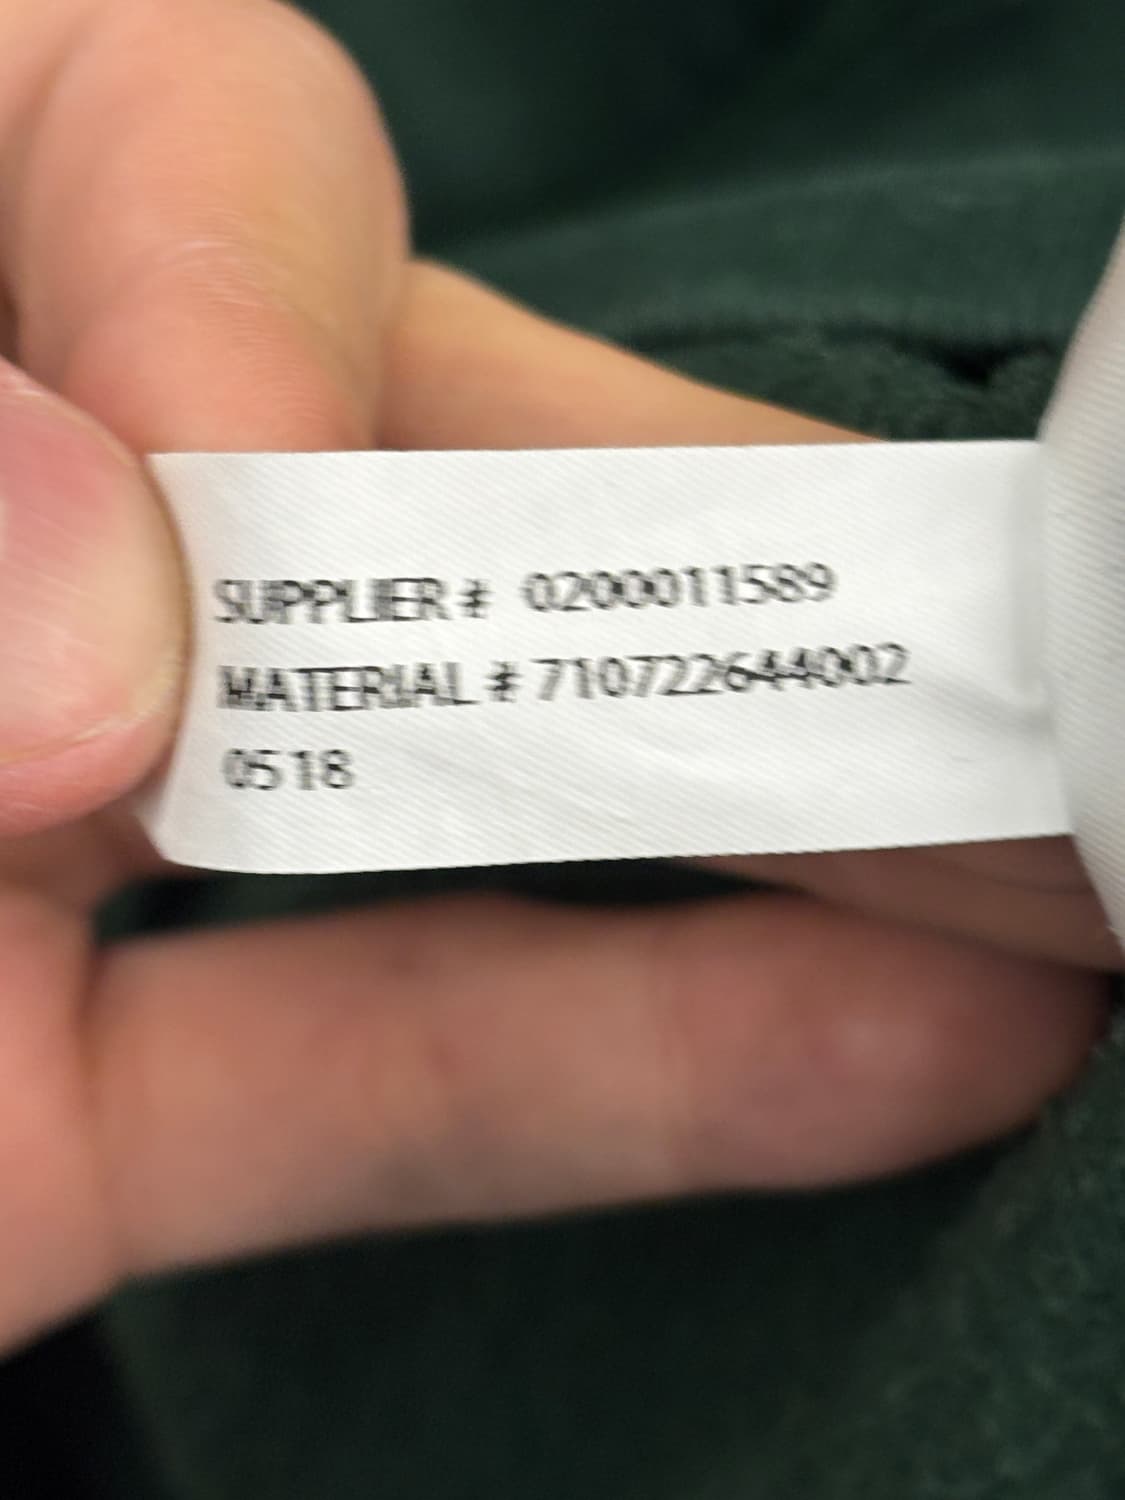 SUPPLIER # 0200011589
MATERIAL # 710722644002
0518